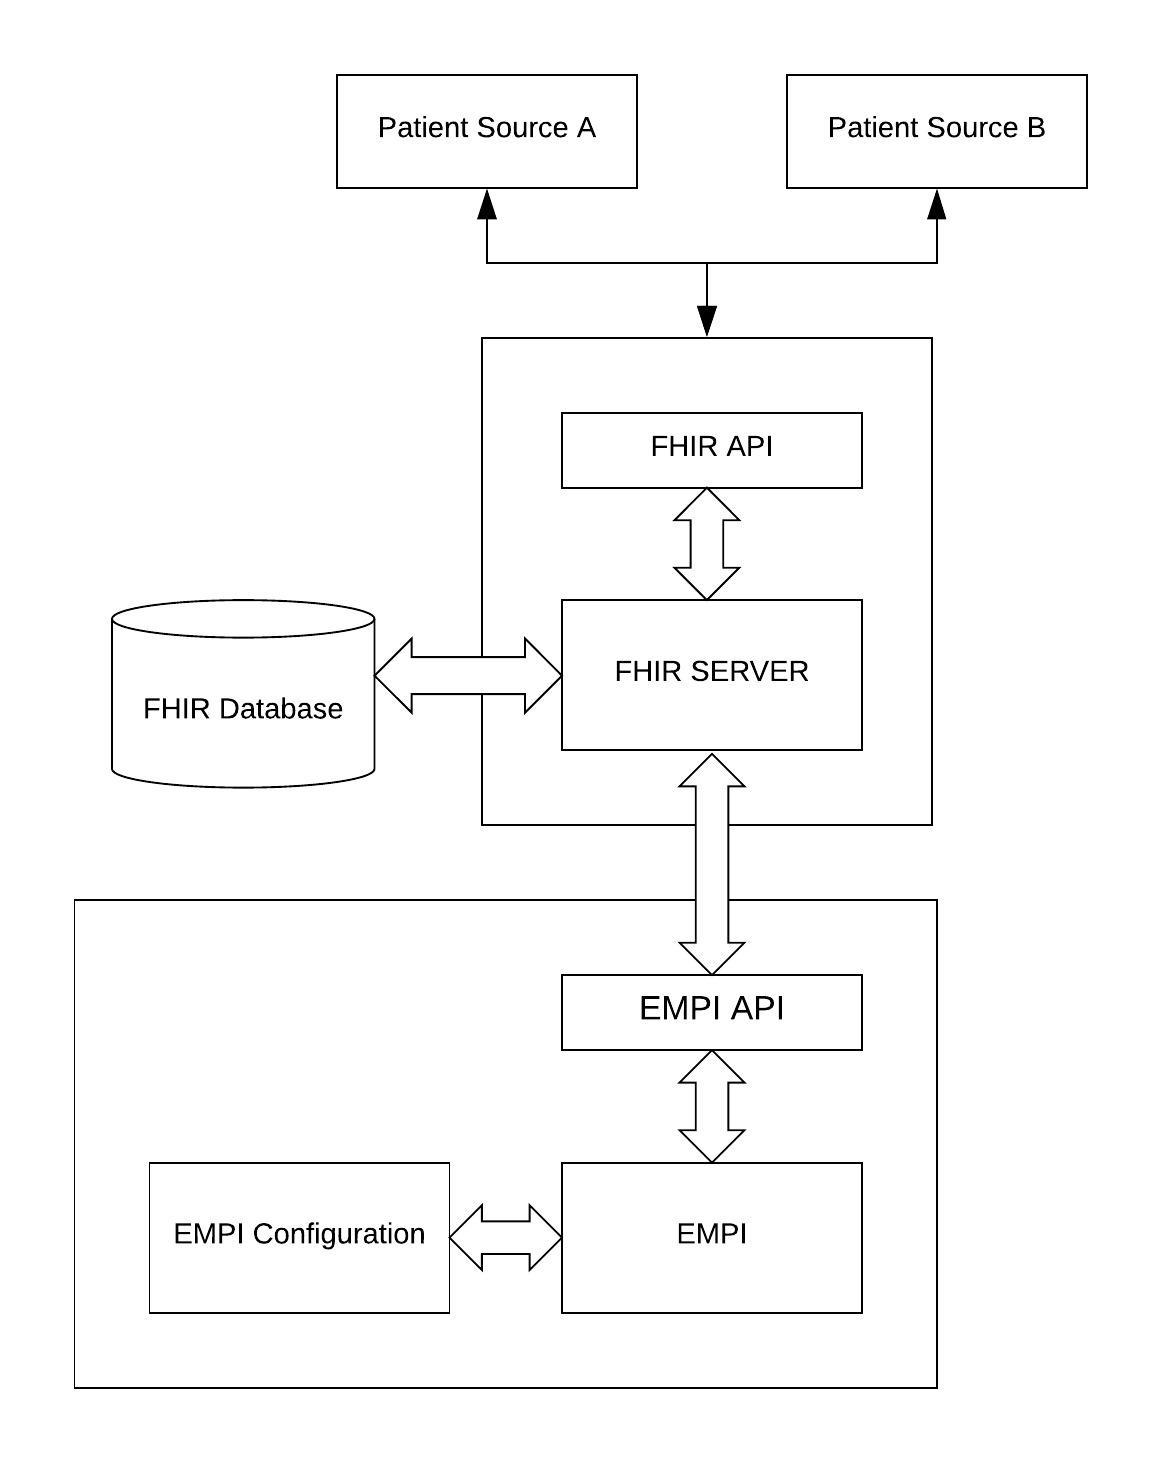 Patient Source A
Patient Source B
FHIR API
FHIR SERVER
FHIR Database
EMPI API
EMPI Configuration
EMPI